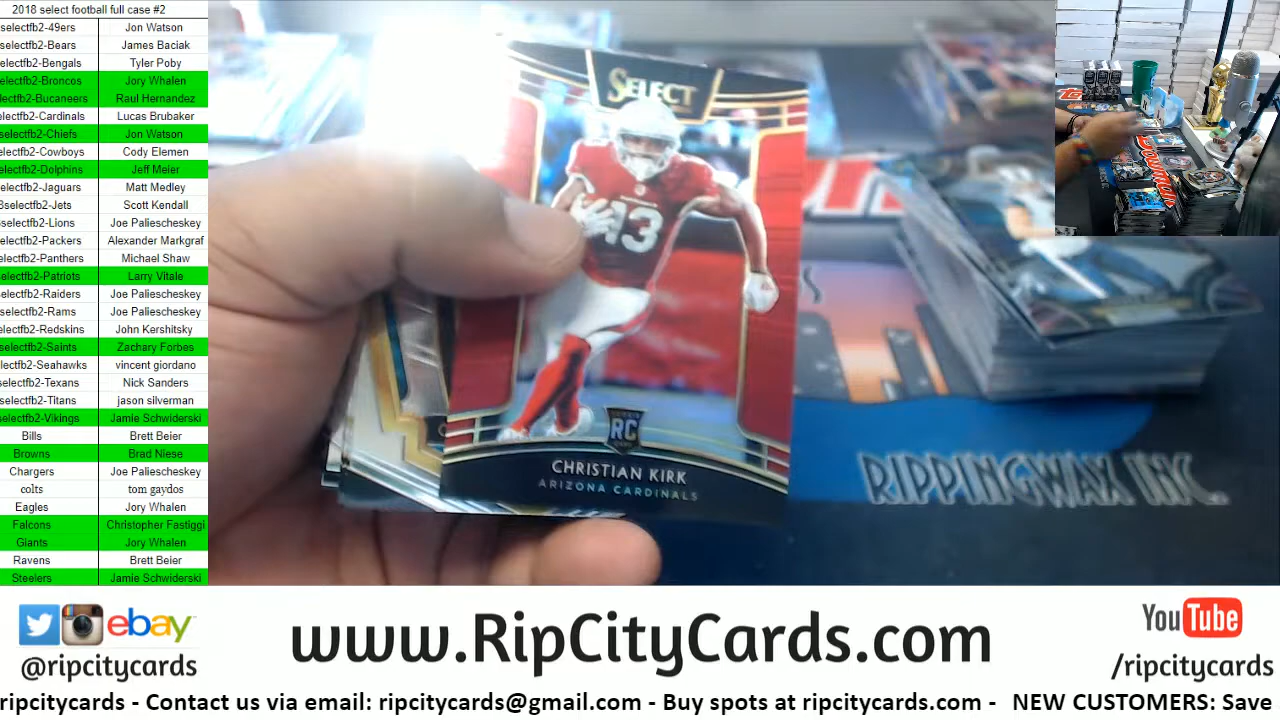 2018 select football full case #2
selectfb2-49ers Jon Watson
selectfb2-Bears James Baciak
electfb2-Bengals Tyler Poby
electfb2-Broncos Jory Whalen
lectfb2-Bucaneers Raul Hernandez
electfb2-Cardinals Lucas Brubaker
selectfb2-Chiefs Jon Watson
electfb2-Cowboys Cody Elemen
electfb2-Dolphins Jeff Meier
electfb2-Jaguars Matt Medley
8selectfb2-Jets Scott Kendall
8selectfb2-Lions Joe Paliescheskey
electfb2-Packers Alexander Markgraf
electfb2-Panthers Michael Shaw
electfb2-Patriots Larry Vitale
electfb2-Raiders Joe Paliescheskey
selectfb2-Rams Joe Paliescheskey
electfb2-Redskins John Kershitsky
selectfb2-Saints Zachary Forbes
electfb2-Seahawks vincent giordano
selectfb2-Texans Nick Sanders
selectfb2-Titans jason silverman
selectfb2-Vikings Jamie Schwiderski
Bills Brett Beier
Browns Brad Niese
Chargers Joe Paliescheskey
colts tom gaydos
Eagles Jory Whalen
Falcons Christopher Fastiggi
Giants Jory Whalen
Ravens Brett Beier
Steelers Jamie Schwiderski
SELECT
13
RC
CHRISTIAN KIRK
ARIZONA CARDINALS
RIPPINGWAX INC.
ebay
@ripcitycards
www.RipCityCards.com
YouTube
/ripcitycards
ripcitycards - Contact us via email: ripcitycards@gmail.com - Buy spots at ripcitycards.com - NEW CUSTOMERS: Save